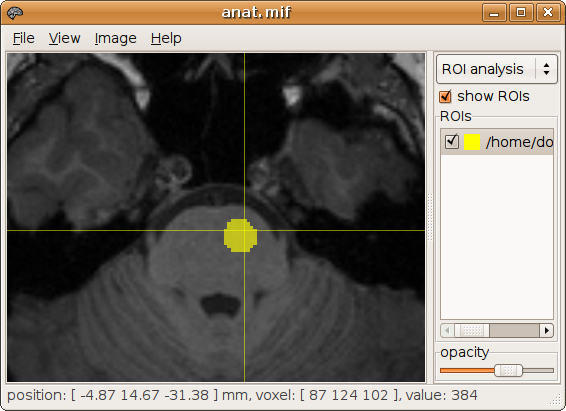 anat.mif
File View Image Help
ROI analysis
show ROIs
ROIs
/home/do
opacity
position: [ -4.87 14.67 -31.38 ] mm, voxel: [ 87 124 102 ], value: 384